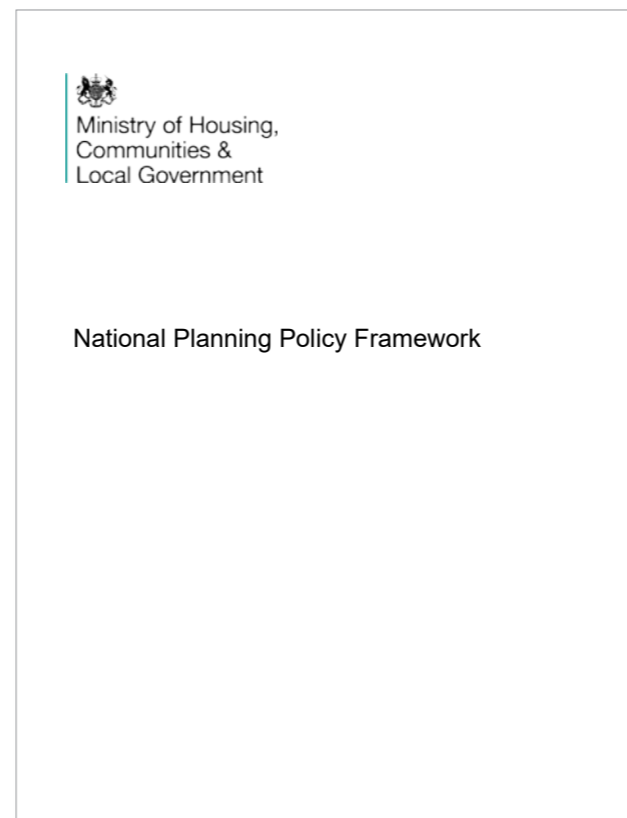 Ministry of Housing,
Communities &
Local Government
National Planning Policy Framework